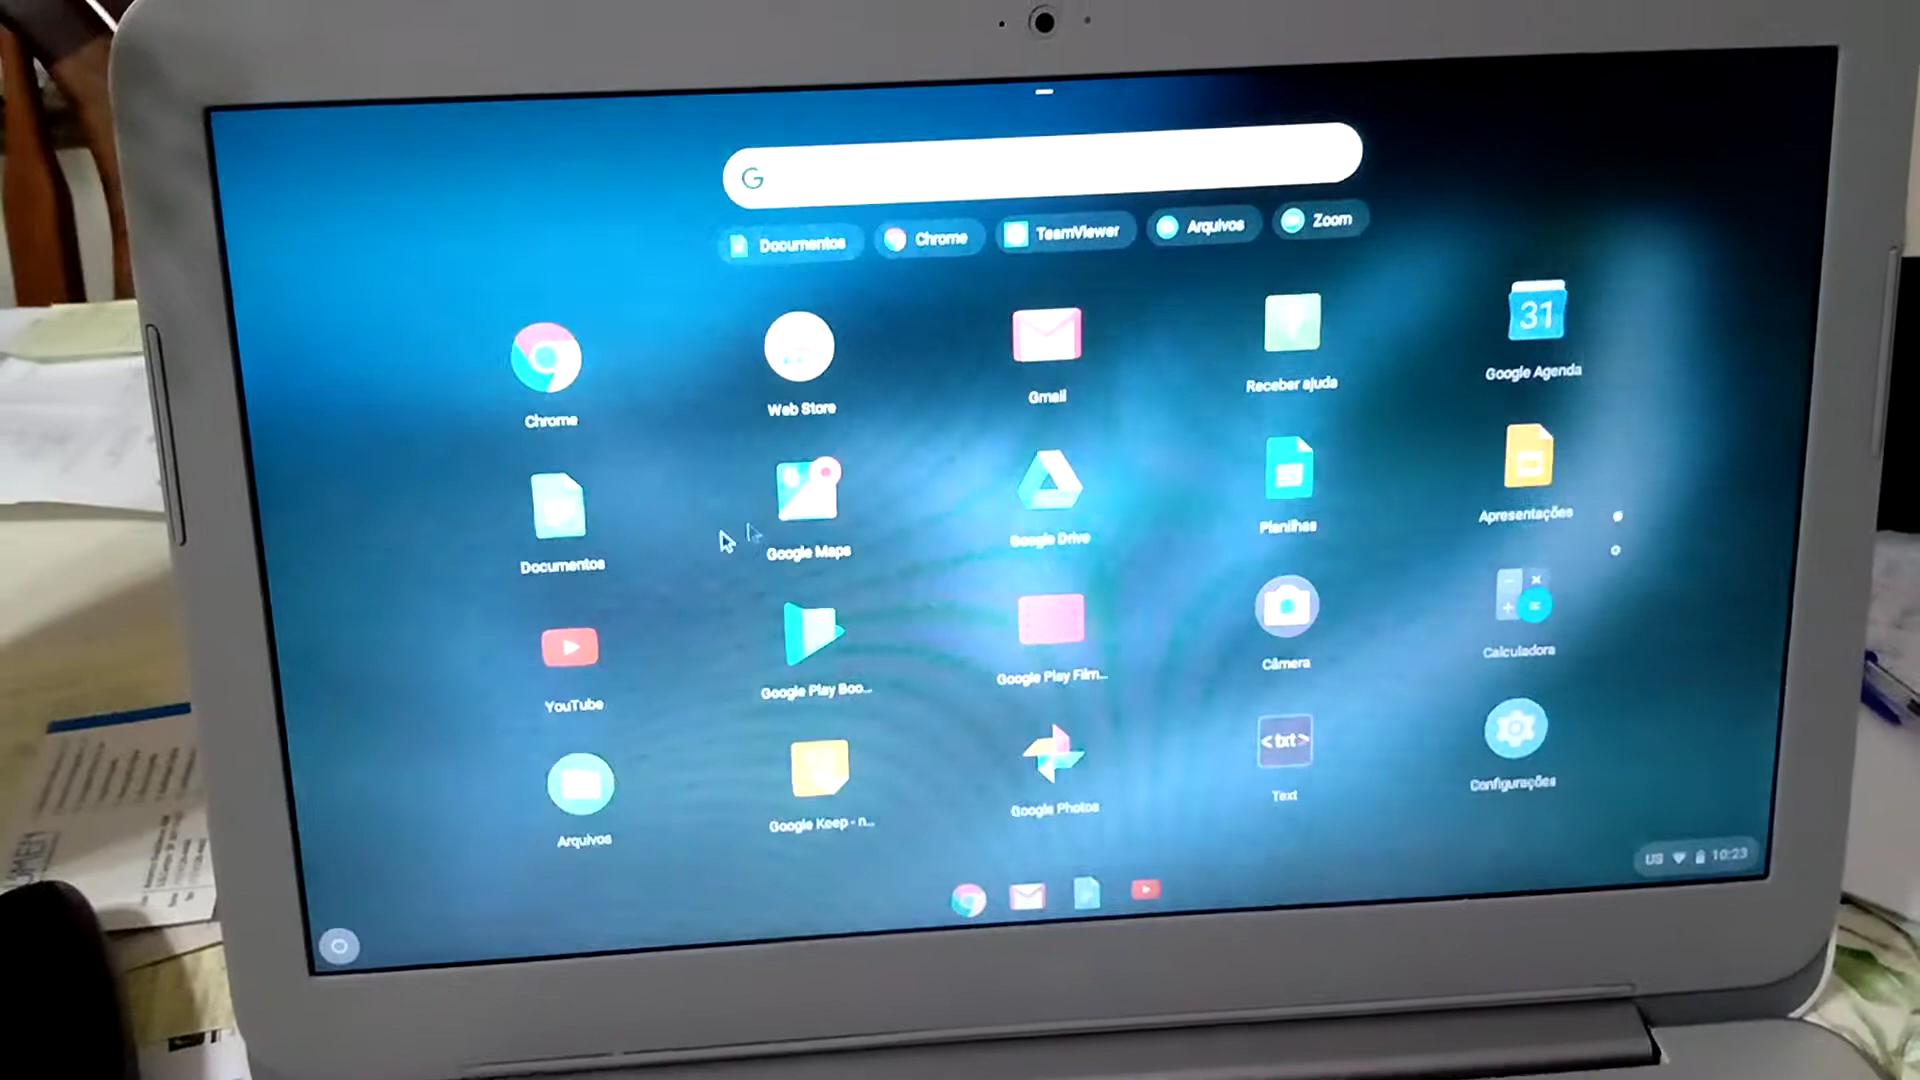 G
Documentos Chrome TeamViewer Arquivos Zoom
31
Chrome Web Store Gmail Receber ajuda Google Agenda
Documentos Google Maps Google Drive Planilhas Apresentações
YouTube Google Play Boo... Google Play Film... Câmera Calculadora
<txt>
Arquivos Google Keep - n... Google Photos Text Configurações
US 10:23